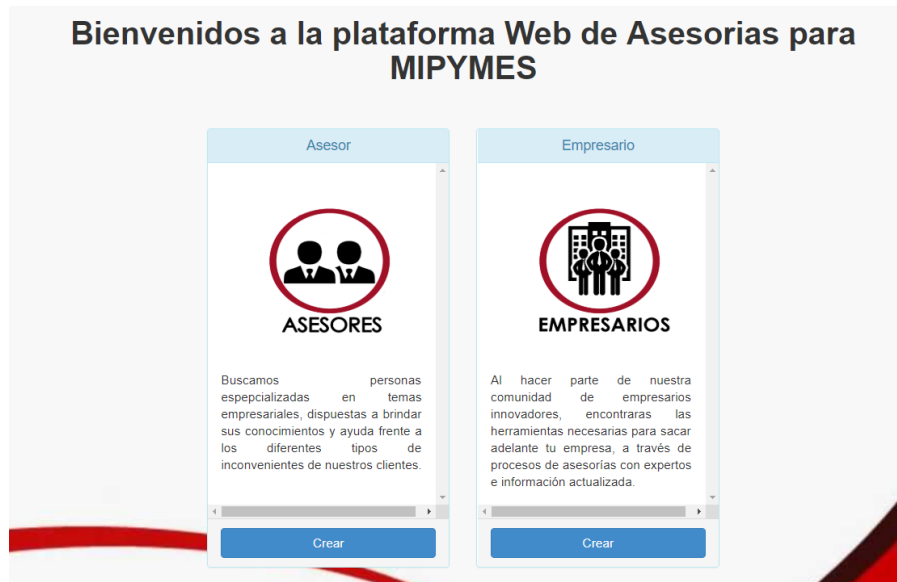 Bienvenidos a la plataforma Web de Asesorias para
MIPYMES
Asesor
ASESORES
Buscamos personas
espepcializadas en temas
empresariales, dispuestas a brindar
sus conocimientos y ayuda frente a
los diferentes tipos de
inconvenientes de nuestros clientes.
Crear
Empresario
EMPRESARIOS
Al hacer parte de nuestra
comunidad de empresarios
innovadores, encontraras las
herramientas necesarias para sacar
adelante tu empresa, a través de
procesos de asesorías con expertos
e información actualizada.
Crear